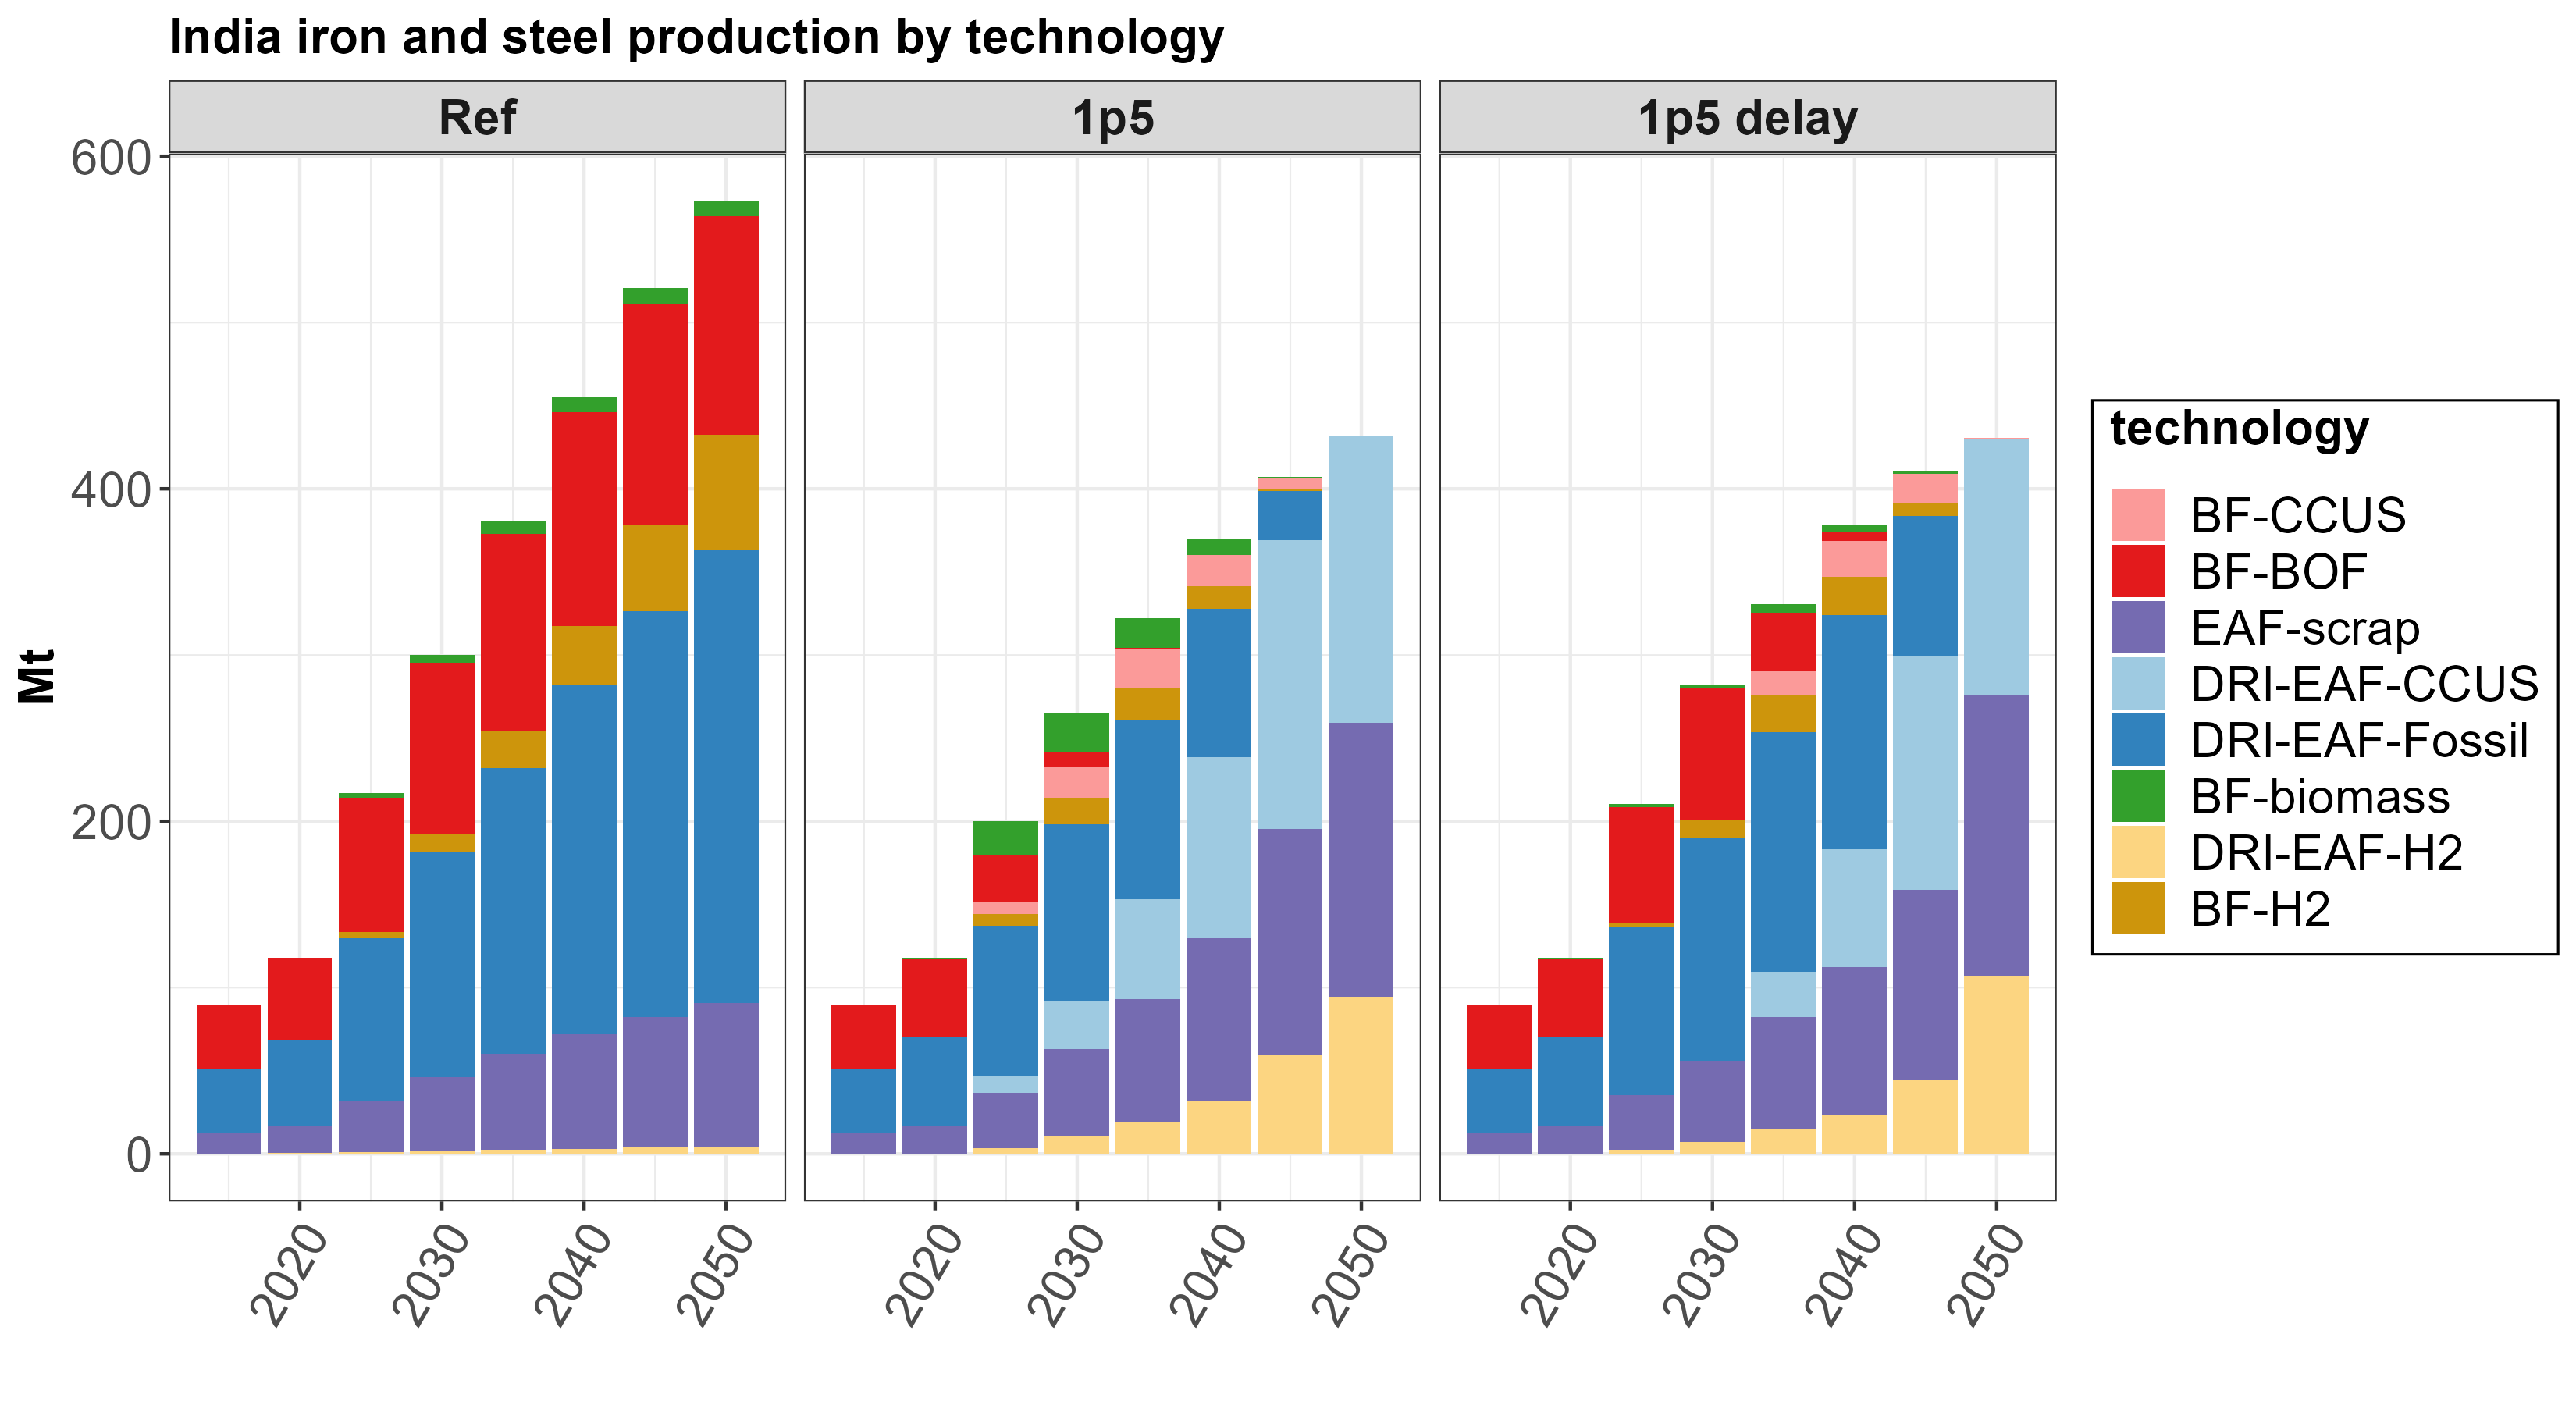 India iron and steel production by technology
Ref
1p5
1p5 delay
600
400
200
0
Mt
2020
2030
2040
2050
2020
2030
2040
2050
2020
2030
2040
2050
technology
BF-CCUS
BF-BOF
EAF-scrap
DRI-EAF-CCUS
DRI-EAF-Fossil
BF-biomass
DRI-EAF-H2
BF-H2